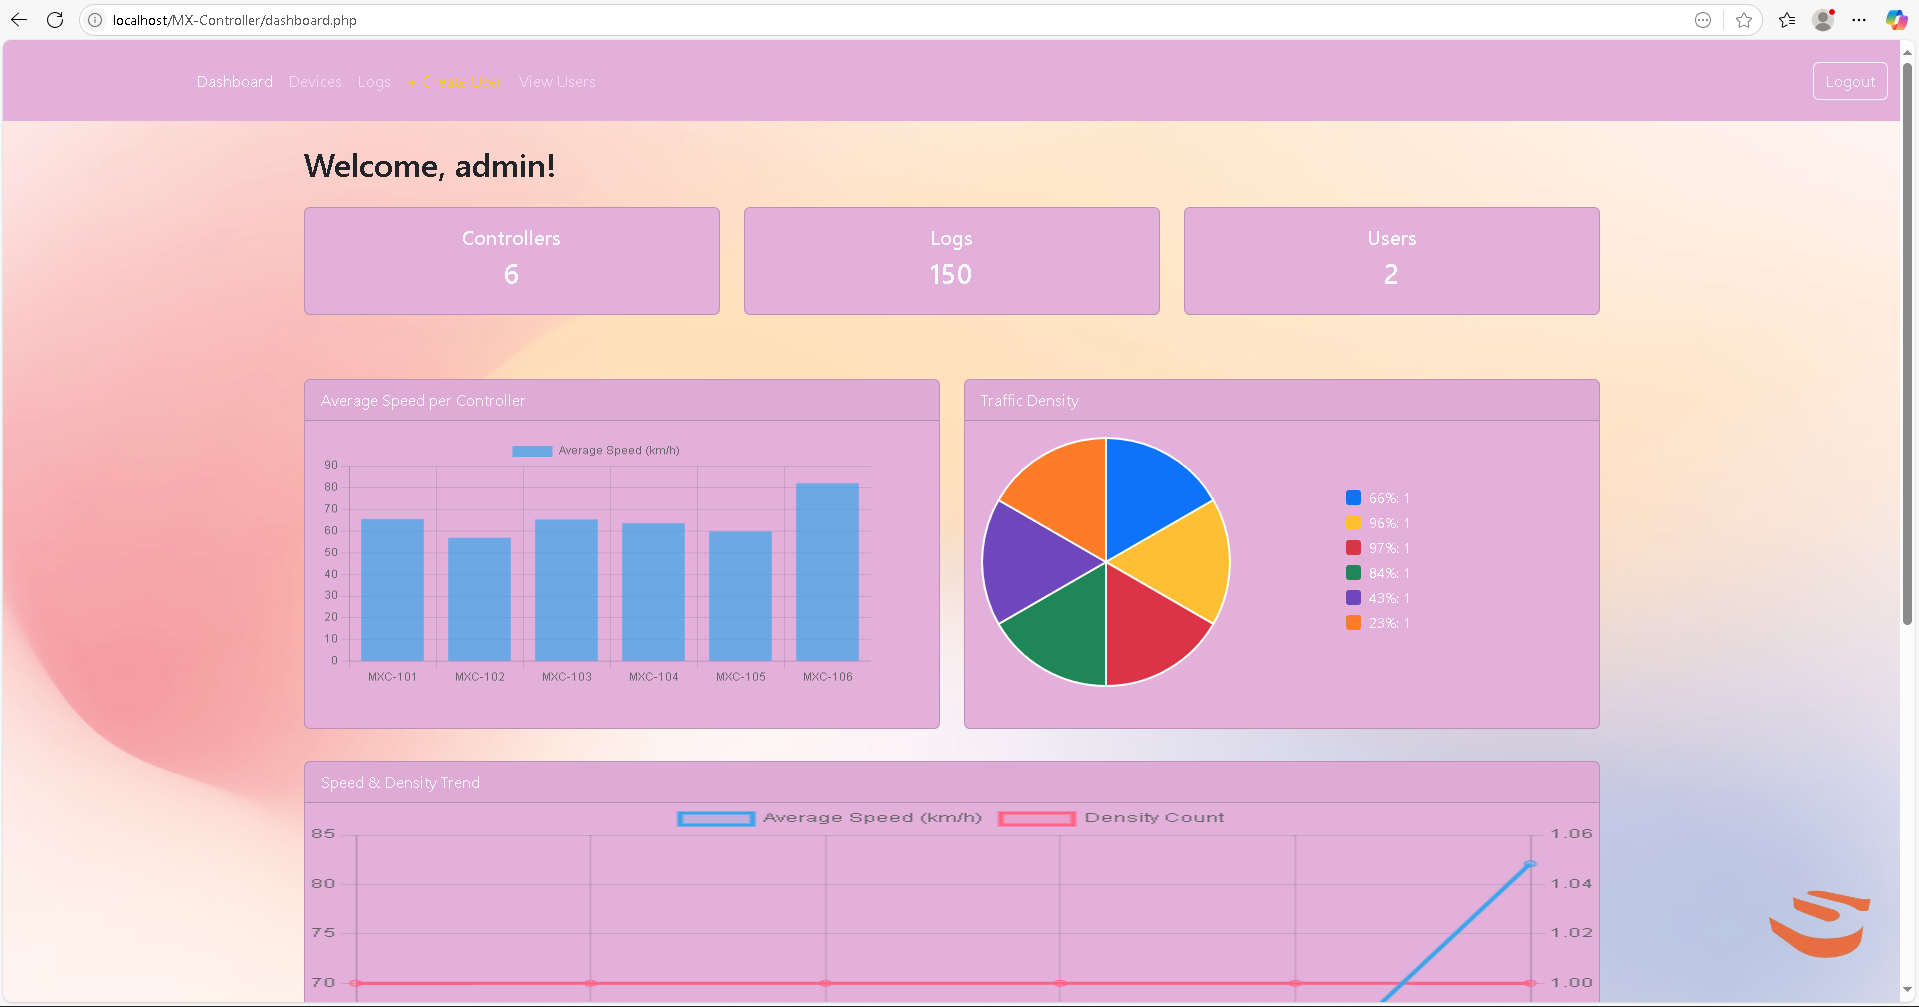 localhost/MX-Controller/dashboard.php
Dashboard Devices Logs + Create User View Users Logout
Welcome, admin!
Controllers
6
Logs
150
Users
2
Average Speed per Controller
Average Speed (km/h)
90
80
70
60
50
40
30
20
10
0
MXC-101 MXC-102 MXC-103 MXC-104 MXC-105 MXC-106
Traffic Density
66%: 1
96%: 1
97%: 1
84%: 1
43%: 1
23%: 1
Speed & Density Trend
Average Speed (km/h) Density Count
85 1.06
80 1.04
75 1.02
70 1.00